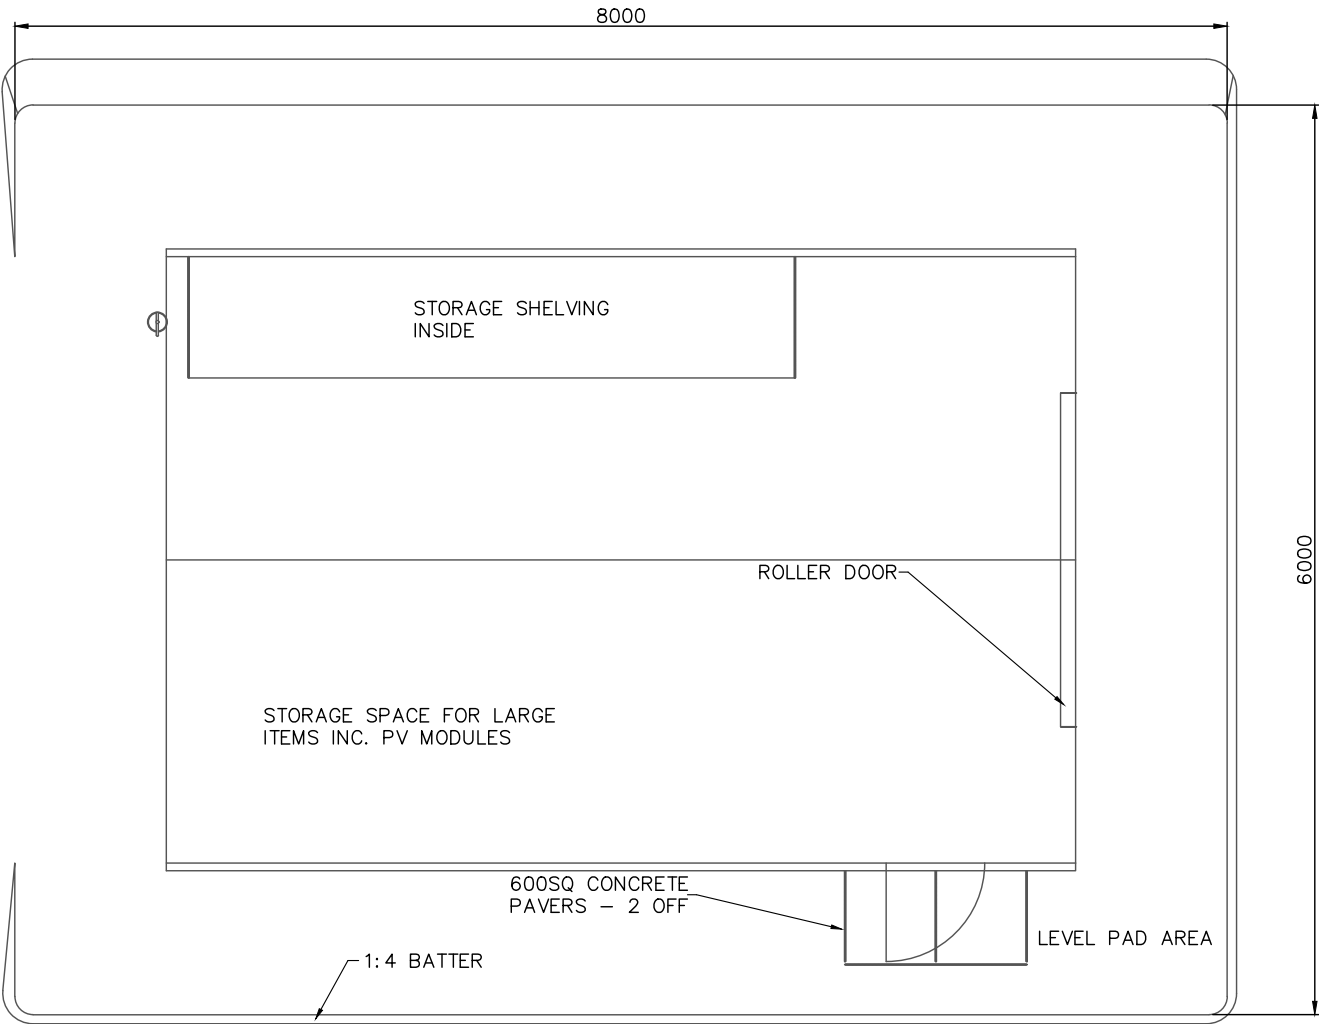 8000
STORAGE SHELVING
INSIDE
6000
ROLLER DOOR
STORAGE SPACE FOR LARGE
ITEMS INC. PV MODULES
600SQ CONCRETE
PAVERS - 2 OFF
LEVEL PAD AREA
1:4 BATTER